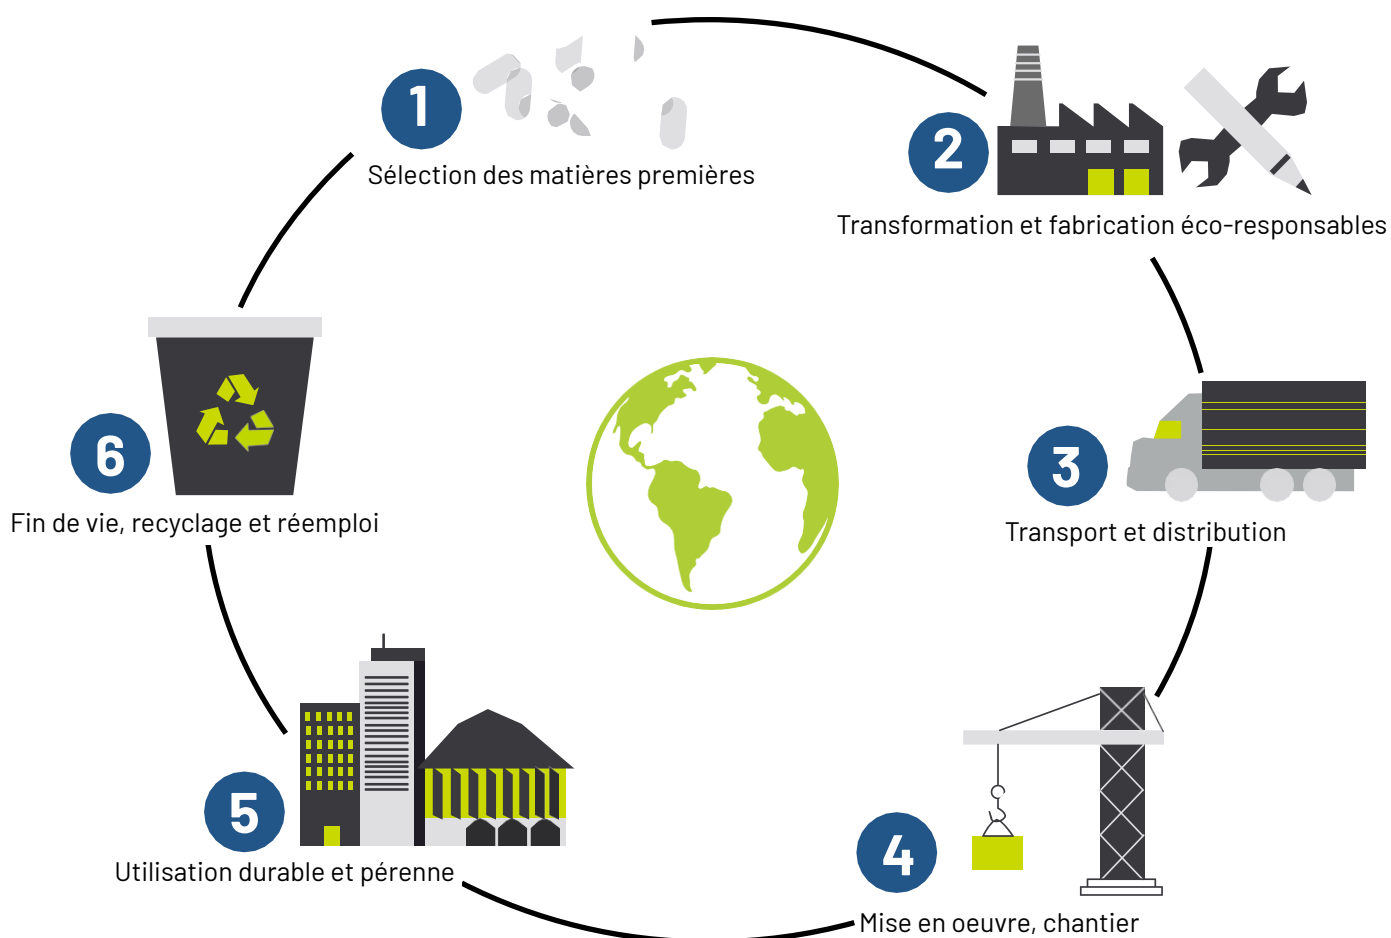 1
Sélection des matières premières
2
Transformation et fabrication éco-responsables
3
Transport et distribution
4
Mise en oeuvre, chantier
5
Utilisation durable et pérenne
6
Fin de vie, recyclage et réemploi